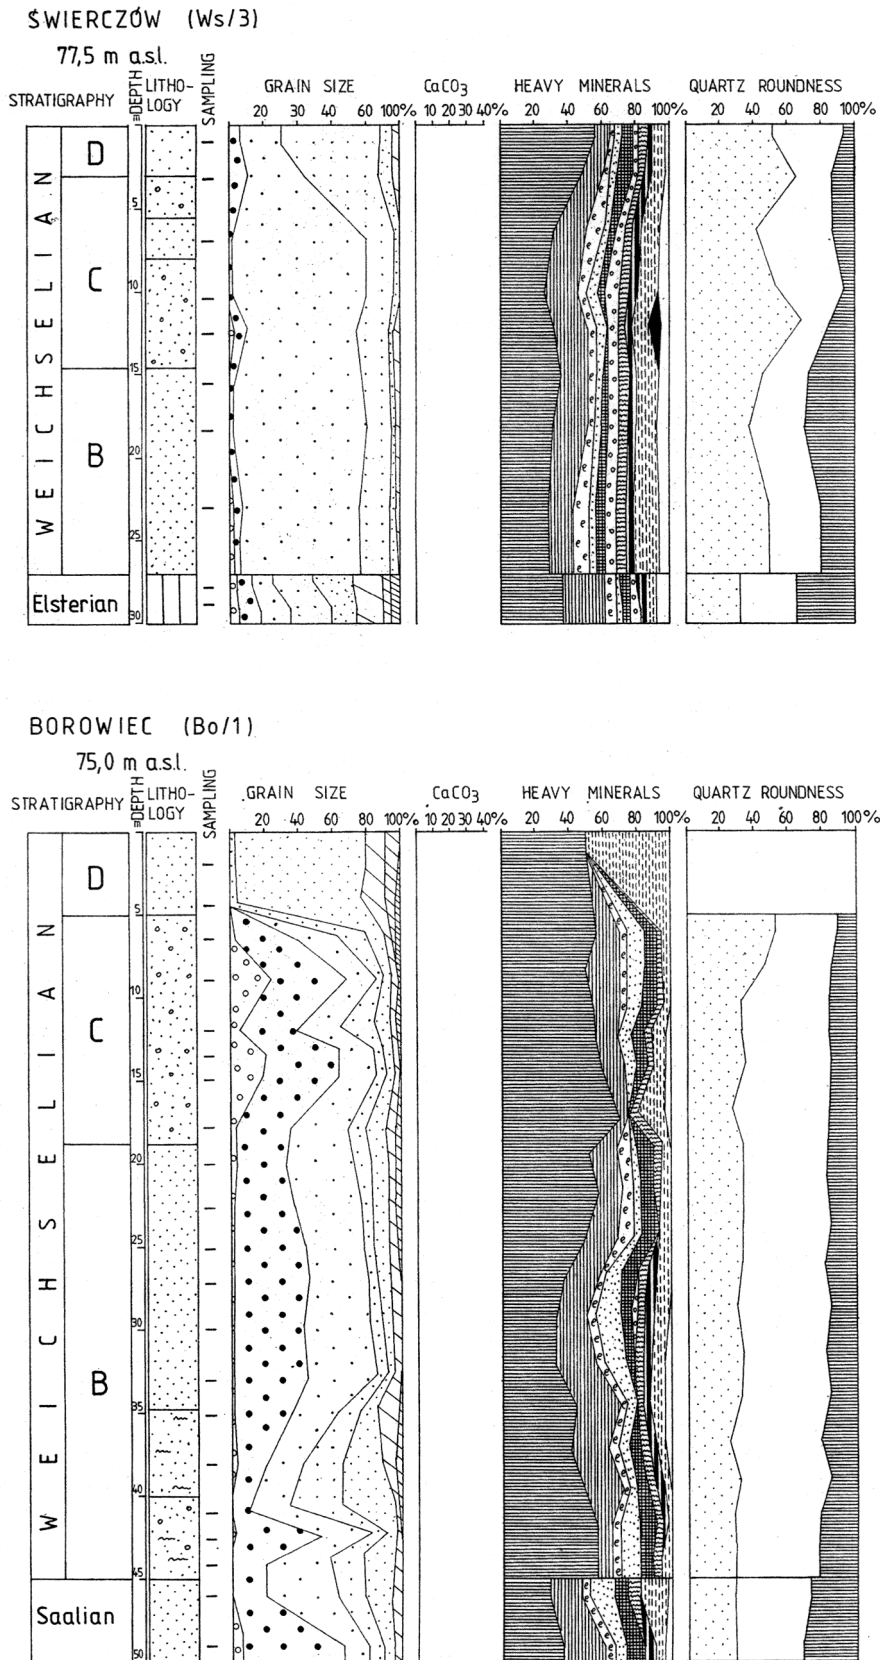 ŚWIERCZÓW (Ws/3)
77,5 m a.s.l.
STRATIGRAPHY
mDEPTH
LITHO-
LOGY
SAMPLING
GRAIN SIZE
20 40 60 100%
CaCO3
10 20 30 40%
HEAVY MINERALS
20 40 60 80 100%
QUARTZ ROUNDNESS
20 40 60 80 100%
WEICHSELIAN
D
C
B
5
10
15
20
25
30
Elsterian
BOROWIEC (Bo/1)
75,0 m a.s.l.
STRATIGRAPHY
mDEPTH
LITHO-
LOGY
SAMPLING
GRAIN SIZE
20 40 60 80 100%
CaCO3
10 20 30 40%
HEAVY MINERALS
20 40 60 80 100%
QUARTZ ROUNDNESS
20 40 60 80 100%
WEICHSELIAN
D
C
B
5
10
15
20
25
30
35
40
45
50
Saalian